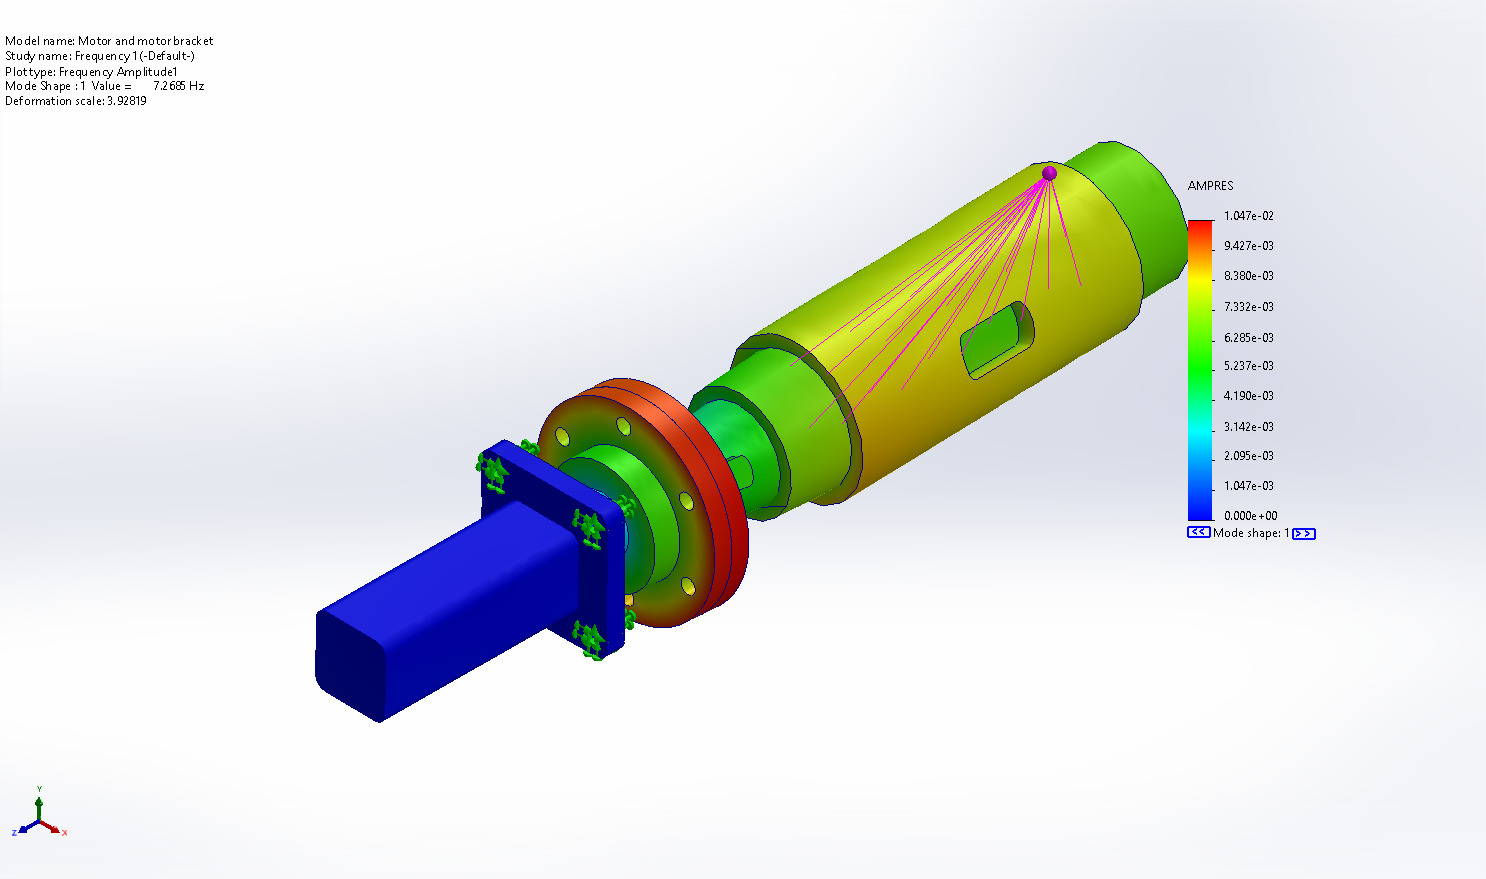 Model name: Motor and motor bracket
Study name: Frequency 1(-Default-)
Plot type: Frequency Amplitude1
Mode Shape : 1 Value = 7.2685 Hz
Deformation scale: 3.92819
AMPRES
1.047e-02
9.427e-03
8.380e-03
7.332e-03
6.285e-03
5.237e-03
4.190e-03
3.142e-03
2.095e-03
1.047e-03
0.000e+00
<< Mode shape: 1 >>
Y
Z X